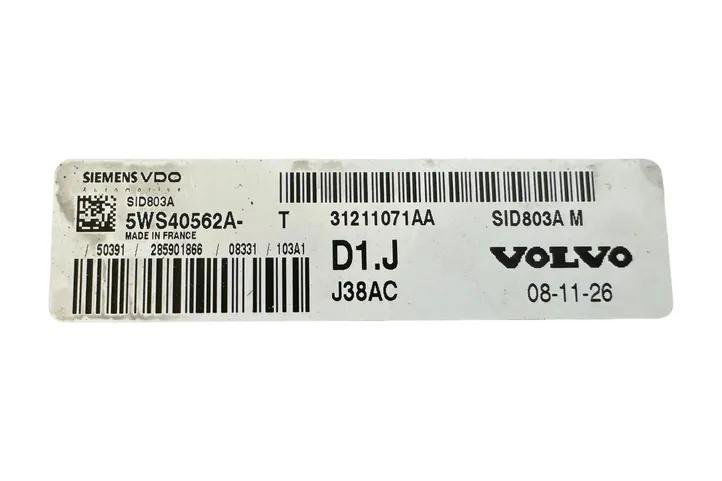 SIEMENS VDO
Automotive
SID803A
5WS40562A- T 31211071AA SID803A M
MADE IN FRANCE
/ 50391 / 285901866 / 08331 / 103A1
D1.J VOLVO
J38AC 08-11-26